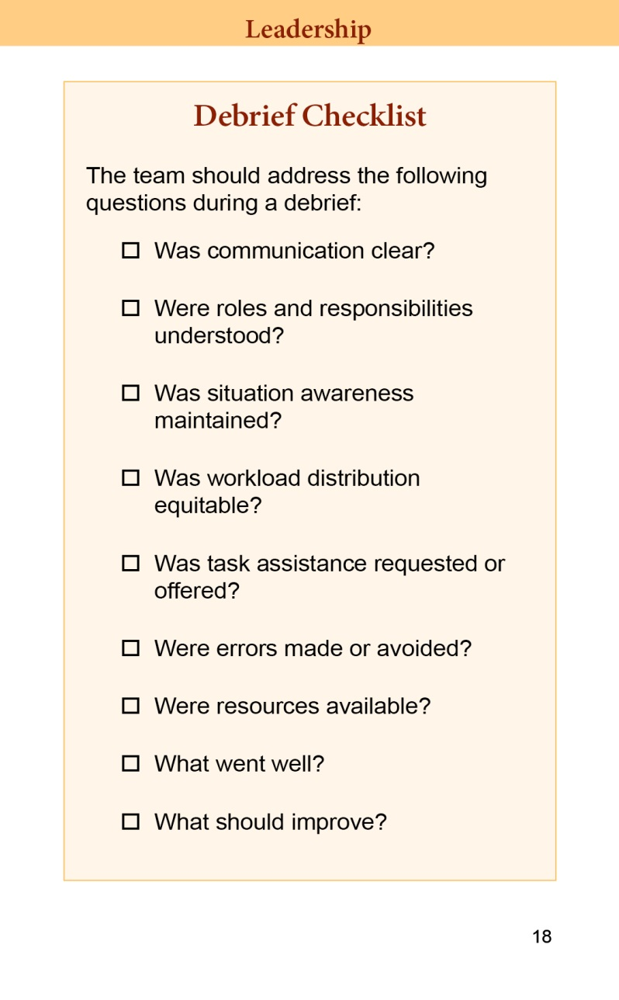 Leadership
Debrief Checklist
The team should address the following
questions during a debrief:
☐ Was communication clear?
☐ Were roles and responsibilities
understood?
☐ Was situation awareness
maintained?
☐ Was workload distribution
equitable?
☐ Was task assistance requested or
offered?
☐ Were errors made or avoided?
☐ Were resources available?
☐ What went well?
☐ What should improve?
18